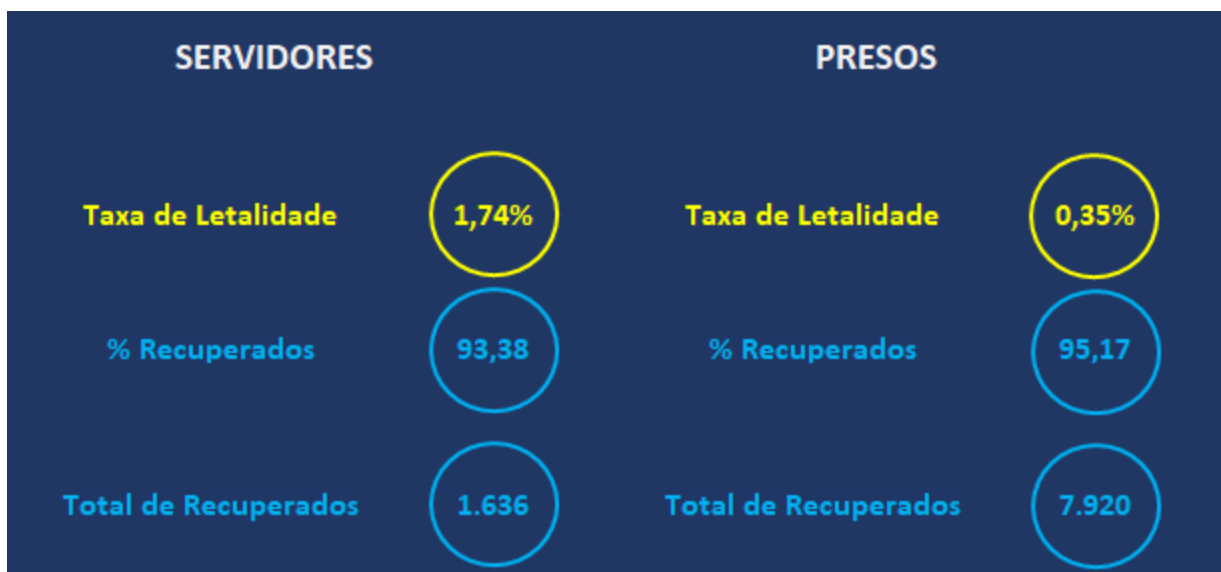 SERVIDORES
PRESOS
Taxa de Letalidade 1,74%
Taxa de Letalidade 0,35%
% Recuperados 93,38
% Recuperados 95,17
Total de Recuperados 1.636
Total de Recuperados 7.920